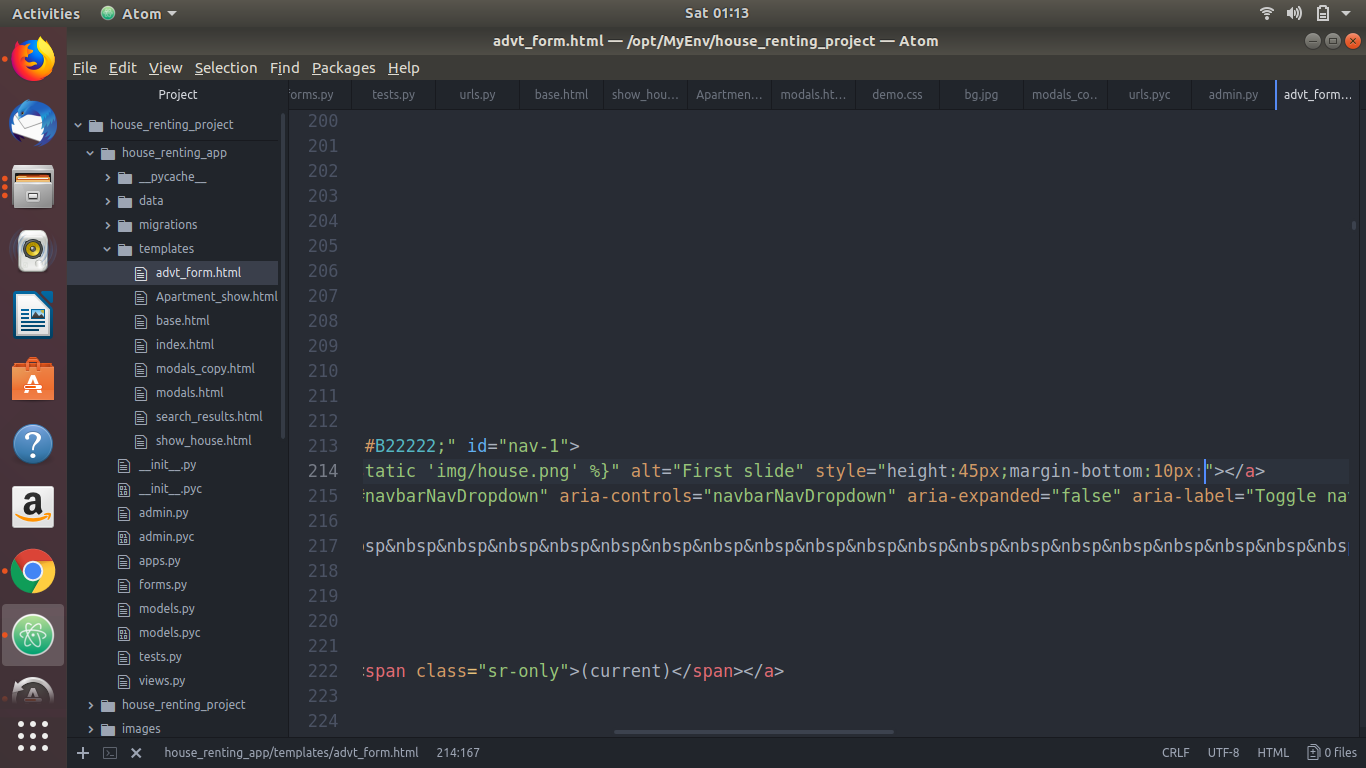 Activities Atom Sat 01:13
advt_form.html — /opt/MyEnv/house_renting_project — Atom
File Edit View Selection Find Packages Help
Project
forms.py tests.py urls.py base.html show_hou... Apartmen... modals.ht... demo.css bg.jpg modals_co... urls.pyc admin.py advt_form...
house_renting_project
house_renting_app
__pycache__
data
migrations
templates
advt_form.html
Apartment_show.html
base.html
index.html
modals_copy.html
modals.html
search_results.html
show_house.html
__init__.py
__init__.pyc
admin.py
admin.pyc
apps.py
forms.py
models.py
models.pyc
tests.py
views.py
house_renting_project
images
200
201
202
203
204
205
206
207
208
209
210
211
212
213 #B22222;" id="nav-1">
214 tatic 'img/house.png' %}" alt="First slide" style="height:45px;margin-bottom:10px:"></a>
215 #navbarNavDropdown" aria-controls="navbarNavDropdown" aria-expanded="false" aria-label="Toggle na
216
217 bsp&nbsp&nbsp&nbsp&nbsp&nbsp&nbsp&nbsp&nbsp&nbsp&nbsp&nbsp&nbsp&nbsp&nbsp&nbsp&nbsp&nbsp&nbsp&nbs
218
219
220
221
222 <span class="sr-only">(current)</span></a>
223
224
house_renting_app/templates/advt_form.html 214:167 CRLF UTF-8 HTML 0 files